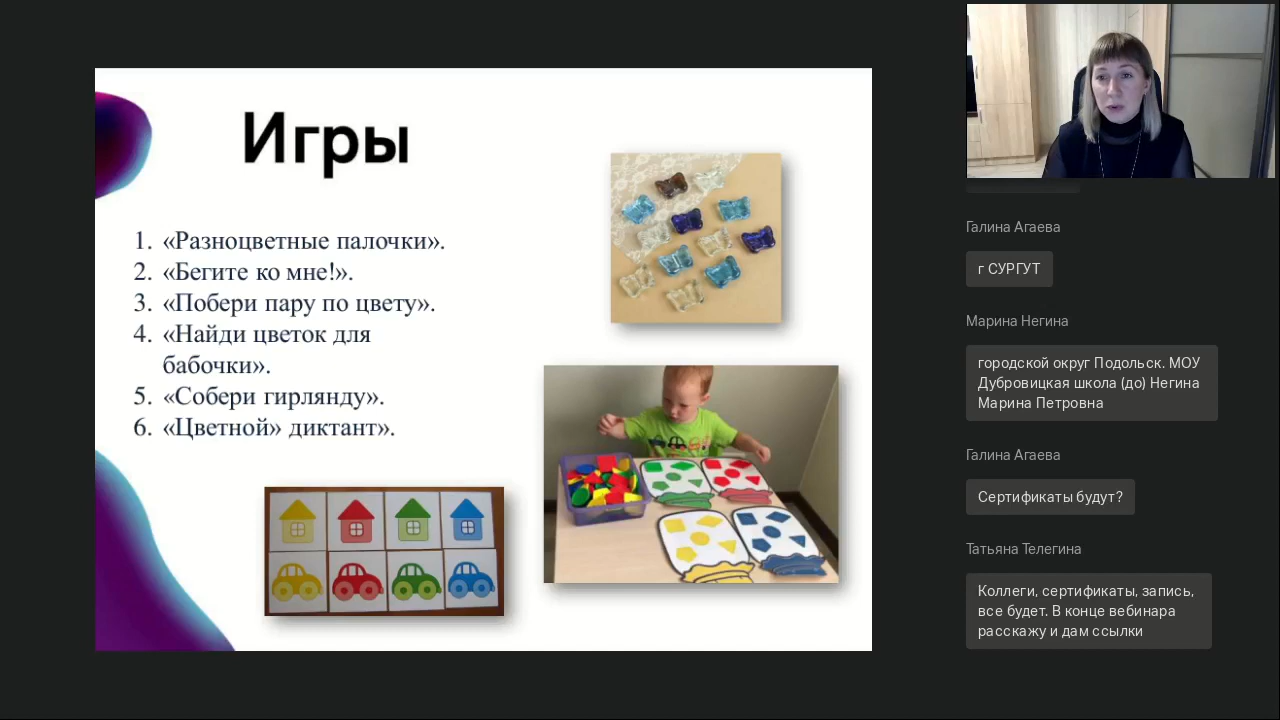 Игры
1. «Разноцветные палочки».
2. «Бегите ко мне!».
3. «Побери пару по цвету».
4. «Найди цветок для
бабочки».
5. «Собери гирлянду».
6. «Цветной» диктант».
Галина Агаева
г СУРГУТ
Марина Негина
городской округ Подольск. МОУ
Дубровицкая школа (до) Негина
Марина Петровна
Галина Агаева
Сертификаты будут?
Татьяна Телегина
Коллеги, сертификаты, запись,
все будет. В конце вебинара
расскажу и дам ссылки